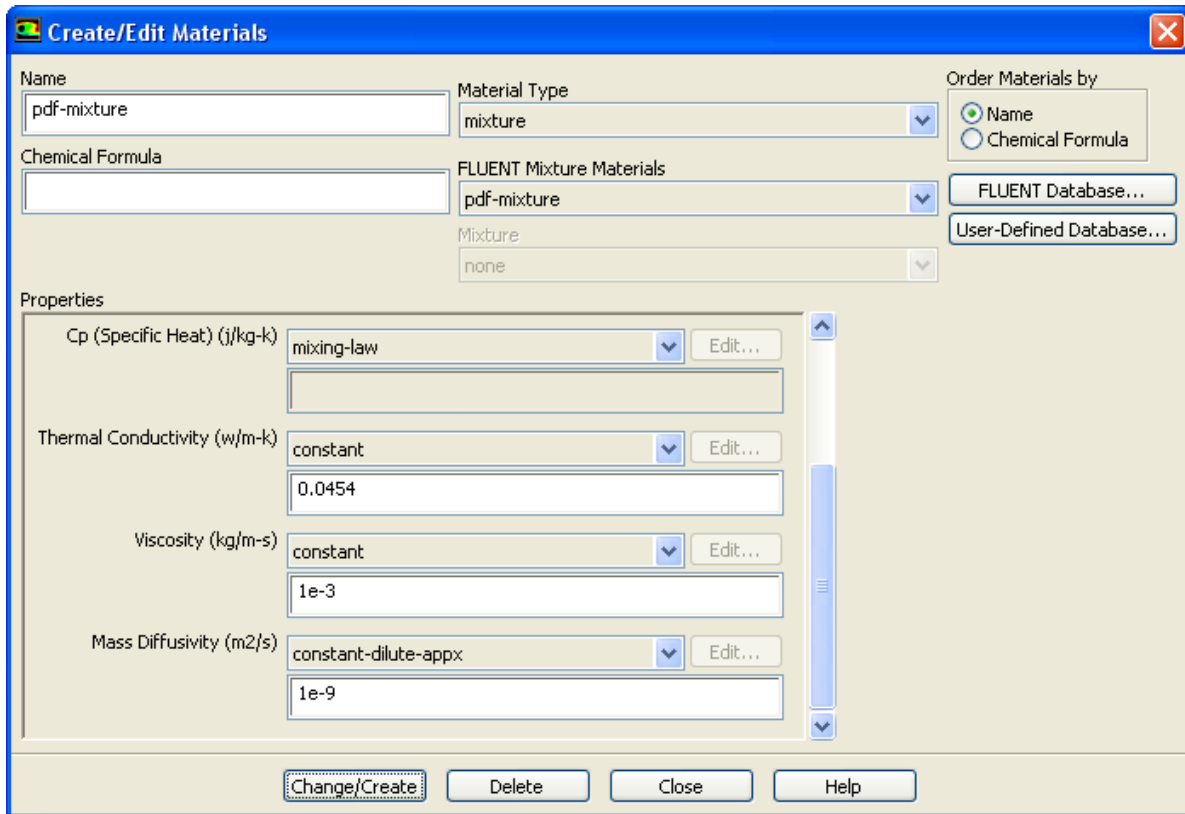 Create/Edit Materials
Name
pdf-mixture
Chemical Formula
Material Type
mixture
FLUENT Mixture Materials
pdf-mixture
Mixture
none
Order Materials by
Name
Chemical Formula
FLUENT Database...
User-Defined Database...
Properties
Cp (Specific Heat) (j/kg-k)
mixing-law
Edit...
Thermal Conductivity (w/m-k)
constant
Edit...
0.0454
Viscosity (kg/m-s)
constant
Edit...
1e-3
Mass Diffusivity (m2/s)
constant-dilute-appx
Edit...
1e-9
Change/Create
Delete
Close
Help